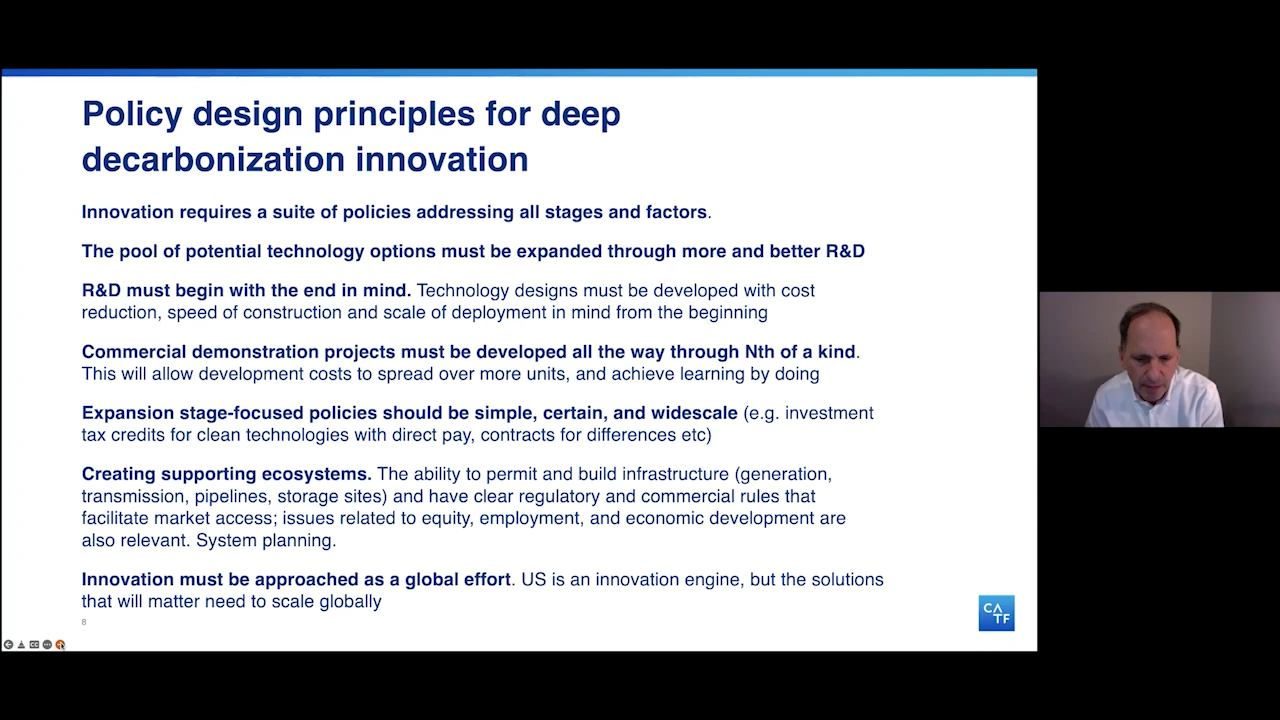 Policy design principles for deep
decarbonization innovation
Innovation requires a suite of policies addressing all stages and factors.
The pool of potential technology options must be expanded through more and better R&D
R&D must begin with the end in mind. Technology designs must be developed with cost
reduction, speed of construction and scale of deployment in mind from the beginning
Commercial demonstration projects must be developed all the way through Nth of a kind.
This will allow development costs to spread over more units, and achieve learning by doing
Expansion stage-focused policies should be simple, certain, and widescale (e.g. investment
tax credits for clean technologies with direct pay, contracts for differences etc)
Creating supporting ecosystems. The ability to permit and build infrastructure (generation,
transmission, pipelines, storage sites) and have clear regulatory and commercial rules that
facilitate market access; issues related to equity, employment, and economic development are
also relevant. System planning.
Innovation must be approached as a global effort. US is an innovation engine, but the solutions
that will matter need to scale globally
8
CA
TF
CC